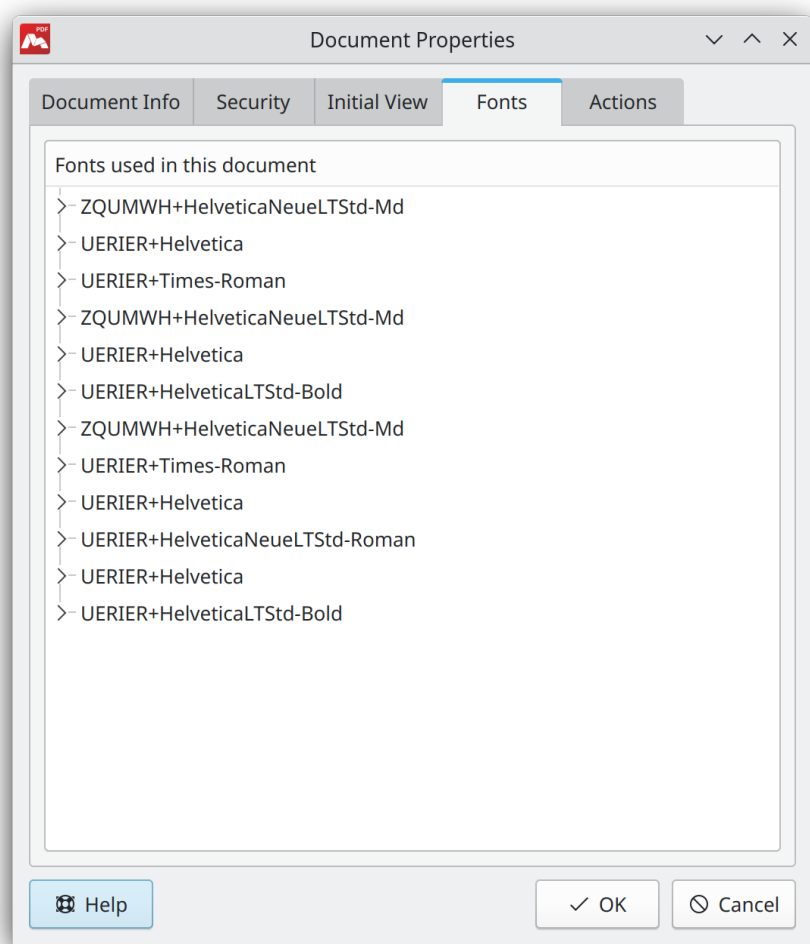 PDF
Document Properties
Document Info Security Initial View Fonts Actions
Fonts used in this document
ZQUMWH+HelveticaNeueLTStd-Md
UERIER+Helvetica
UERIER+Times-Roman
ZQUMWH+HelveticaNeueLTStd-Md
UERIER+Helvetica
UERIER+HelveticaLTStd-Bold
ZQUMWH+HelveticaNeueLTStd-Md
UERIER+Times-Roman
UERIER+Helvetica
UERIER+HelveticaNeueLTStd-Roman
UERIER+Helvetica
UERIER+HelveticaLTStd-Bold
Help OK Cancel